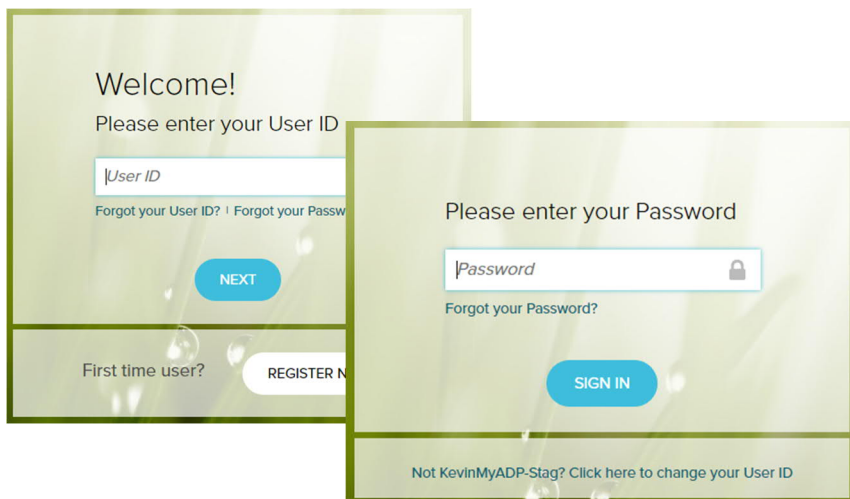 Welcome!
Please enter your User ID
User ID
Forgot your User ID? | Forgot your Passw
NEXT
First time user?
REGISTER N
Please enter your Password
Password
Forgot your Password?
SIGN IN
Not KevinMyADP-Stag? Click here to change your User ID